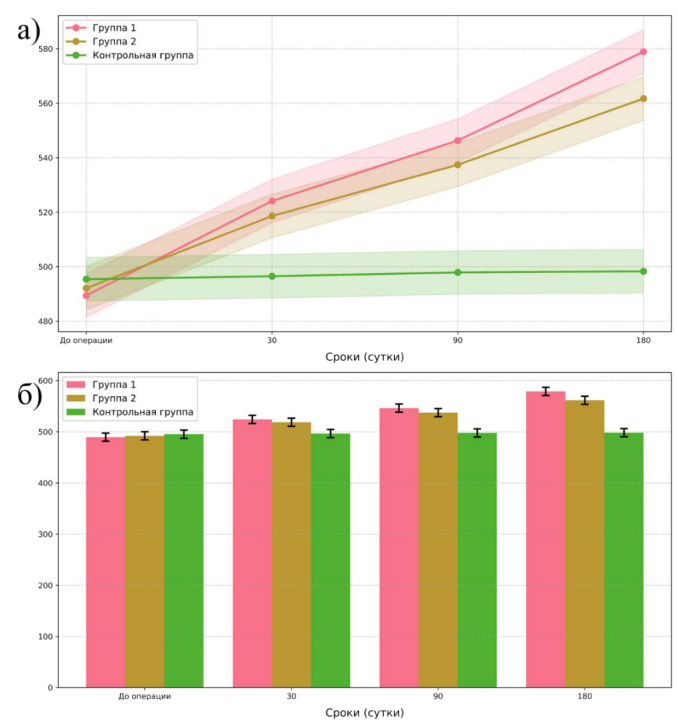 а)
Группа 1
Группа 2
Контрольная группа
580
560
540
520
500
480
До операции 30 90 180
Сроки (сутки)
б)
Группа 1
Группа 2
Контрольная группа
600
500
400
300
200
100
0
До операции 30 90 180
Сроки (сутки)